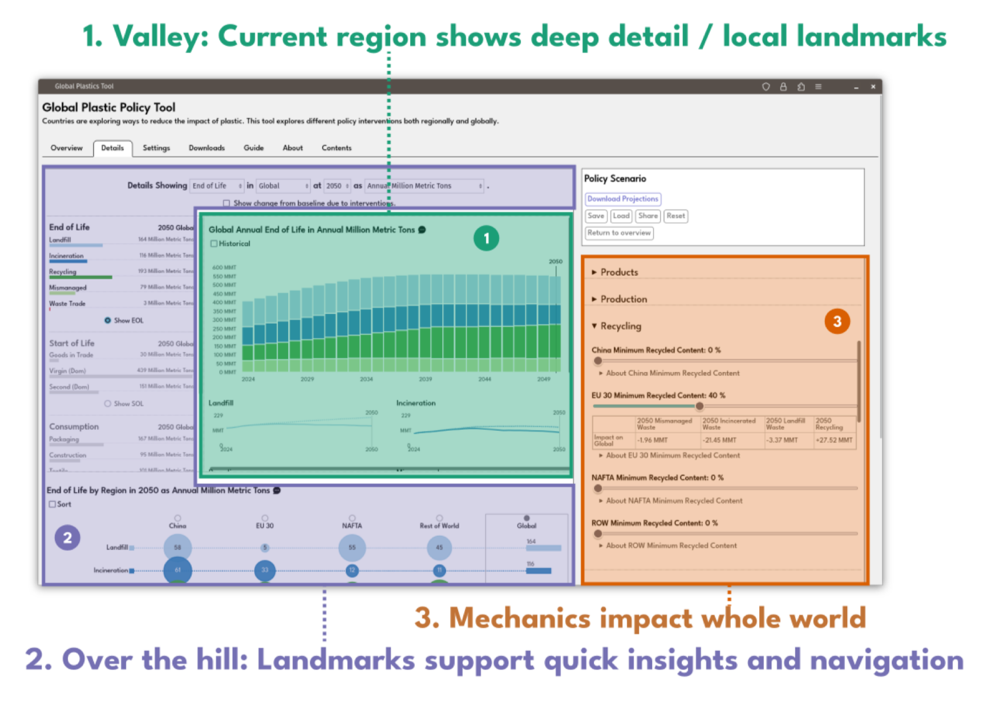 1. Valley: Current region shows deep detail / local landmarks
Global Plastics Tool
Global Plastic Policy Tool
Countries are exploring ways to reduce the impact of plastic. This tool explores different policy interventions both regionally and globally.
Overview Details Settings Downloads Guide About Contents
Details Showing End of Life in Global at 2050 as Annual Million Metric Tons .
Show change from baseline due to interventions.
End of Life 2050 Globa
Landfill 164 Million Metric Tons
Incineration 116 Million Metric Tons
Recycling 193 Million Metric Tons
Mismanaged 79 Million Metric Tons
Waste Trade 3 Million Metric Tons
Show EOL
Start of Life 2050 Globa
Goods in Trade 30 Million Metric Tons
Virgin (Dom) 439 Million Metric Tons
Second (Dom) 151 Million Metric Tons
Show SOL
Consumption 2050 Globa
Packaging 167 Million Metric Tons
Construction 95 Million Metric Tons
Textile 101 Million Metric Tons
Global Annual End of Life in Annual Million Metric Tons
1
Historical
2050
600 MMT
550 MMT
500 MMT
450 MMT
400 MMT
350 MMT
300 MMT
250 MMT
200 MMT
150 MMT
100 MMT
50 MMT
0 MMT
2024 2029 2034 2039 2044 2049
Landfill
229
2050
MMT
0
2024 2050
Incineration
229
2050
MMT
0
2024 2050
End of Life by Region in 2050 as Annual Million Metric Tons
Sort
2
China EU 30 NAFTA Rest of World Global
Landfill 58 5 55 45 164
Incineration 61 33 12 11 116
Policy Scenario
Download Projections
Save Load Share Reset
Return to overview
Products
Production
3
Recycling
China Minimum Recycled Content: 0 %
About China Minimum Recycled Content
EU 30 Minimum Recycled Content: 40 %
2050 Mismanaged Waste 2050 Incincerated Waste 2050 Landfill Waste 2050 Recycling
Impact on Global -1.96 MMT -21.45 MMT -3.37 MMT +27.52 MMT
About EU 30 Minimum Recycled Content
NAFTA Minimum Recycled Content: 0 %
About NAFTA Minimum Recycled Content
ROW Minimum Recycled Content: 0 %
About ROW Minimum Recycled Content
3. Mechanics impact whole world
2. Over the hill: Landmarks support quick insights and navigation